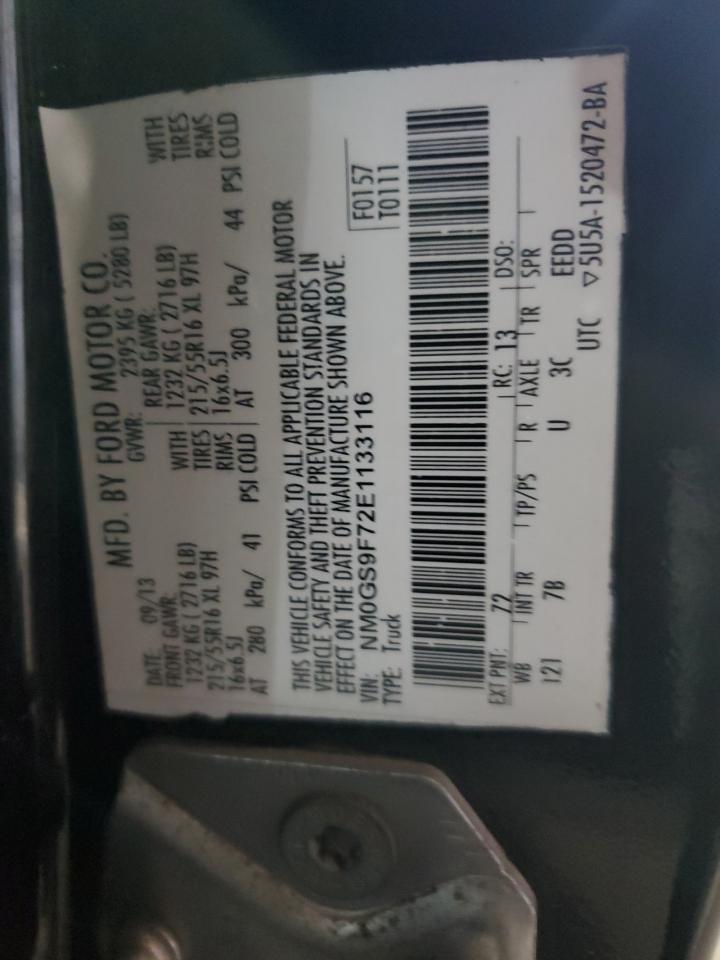 MFD. BY FORD MOTOR CO.
DATE: 09/13 GVWR: 2395 KG ( 5280 LB)
FRONT GAWR: REAR GAWR:
1232 KG ( 2716 LB) WITH 1232 KG ( 2716 LB) WITH
215/55R16 XL 97H TIRES 215/55R16 XL 97H TIRES
16x6.5J RIMS 16x6.5J RIMS
AT 280 kPa/ 41 PSI COLD AT 300 kPa/ 44 PSI COLD
THIS VEHICLE CONFORMS TO ALL APPLICABLE FEDERAL MOTOR
VEHICLE SAFETY AND THEFT PREVENTION STANDARDS IN
EFFECT ON THE DATE OF MANUFACTURE SHOWN ABOVE.
VIN: NM0GS9F72E1133116 F0157
TYPE: Truck T0111
EXT PNT: 72 RC: 13 DSO:
WB INT TR TP/PS R AXLE TR SPR
121 7B U 3C EEDD
UTC ▽5U5A-1520472-BA